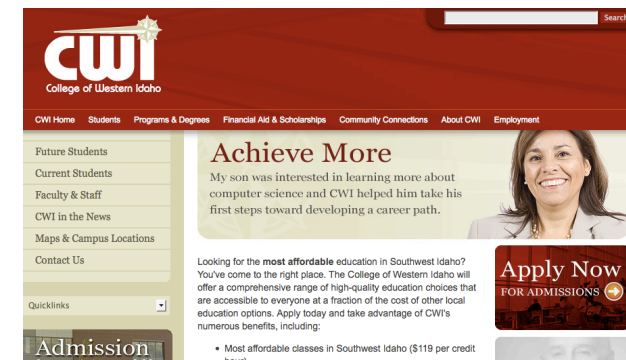 Search
CWI
College of Western Idaho
CWI Home Students Programs & Degrees Financial Aid & Scholarships Community Connections About CWI Employment
Future Students
Current Students
Faculty & Staff
CWI in the News
Maps & Campus Locations
Contact Us
Quicklinks
Admission
Achieve More
My son was interested in learning more about
computer science and CWI helped him take his
first steps toward developing a career path.
Looking for the most affordable education in Southwest Idaho?
You've come to the right place. The College of Western Idaho will
offer a comprehensive range of high-quality education choices that
are accessible to everyone at a fraction of the cost of other local
education options. Apply today and take advantage of CWI's
numerous benefits, including:
Most affordable classes in Southwest Idaho ($119 per credit
Apply Now
FOR ADMISSIONS